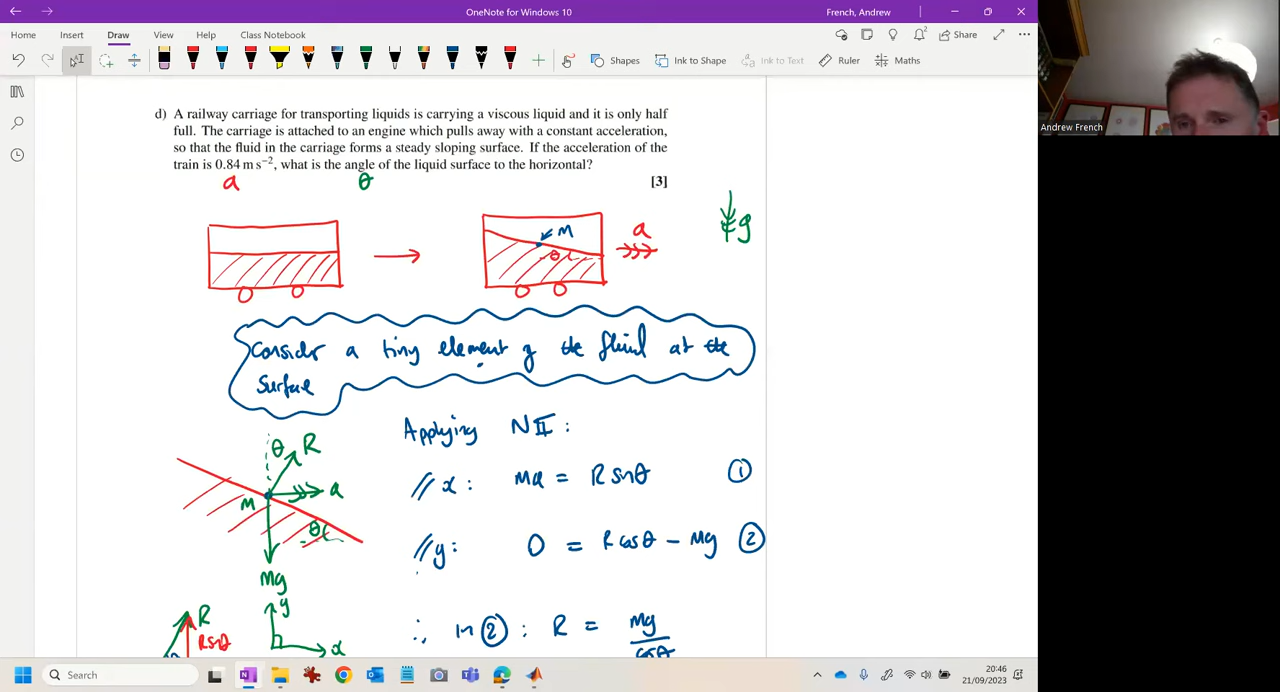 OneNote for Windows 10
French, Andrew
Home Insert Draw View Help Class Notebook
Share
Shapes Ink to Shape Ink to Text Ruler Maths
Andrew French
d) A railway carriage for transporting liquids is carrying a viscous liquid and it is only half
full. The carriage is attached to an engine which pulls away with a constant acceleration,
so that the fluid in the carriage forms a steady sloping surface. If the acceleration of the
train is 0.84 m s⁻², what is the angle of the liquid surface to the horizontal?
[3]
a θ
M
a
θ
g
Consider a tiny element of the fluid at the
surface
Applying NII:
θ R
// x: Ma = R sinθ ①
a
M
θ
// y: 0 = R cosθ - Mg ②
Mg
y
R
R sinθ
x
∴ in ②: R = Mg
cosθ
Search
20:46
21/09/2023